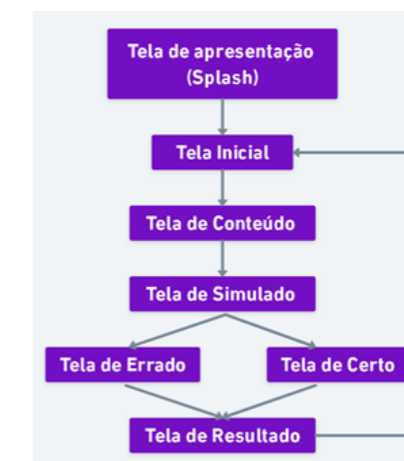 Tela de apresentação
(Splash)
Tela Inicial
Tela de Conteúdo
Tela de Simulado
Tela de Errado
Tela de Certo
Tela de Resultado